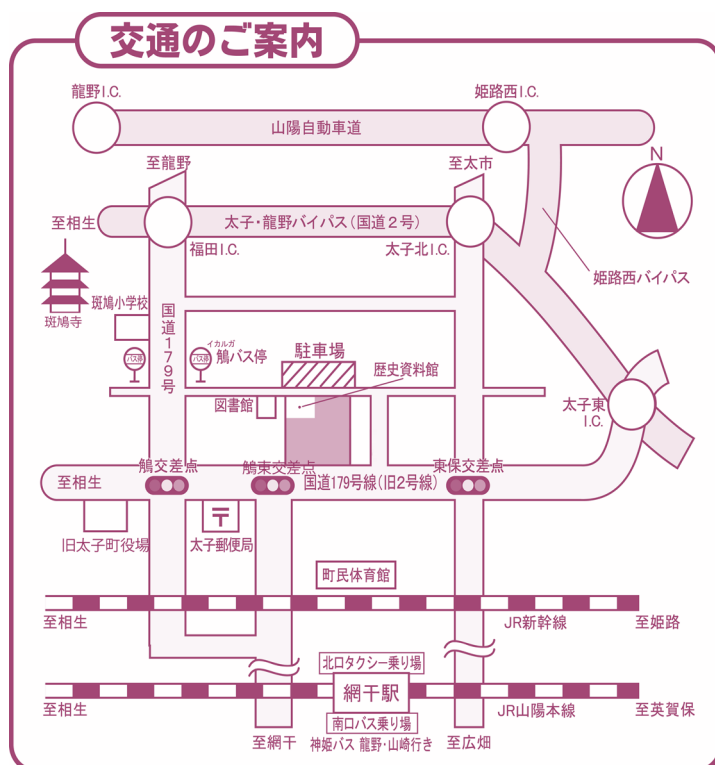 交通のご案内
龍野I.C.
姫路西I.C.
山陽自動車道
至龍野
至太市
N
至相生
太子・龍野バイパス(国道2号)
福田I.C.
太子北I.C.
姫路西バイパス
斑鳩寺
斑鳩小学校
国道179号
バス停
バス停
イカルガ
鵤バス停
駐車場
歴史資料館
図書館
太子東
I.C.
鵤交差点
鵤東交差点
東保交差点
至相生
国道179号線(旧2号線)
旧太子町役場
〒
太子郵便局
町民体育館
至相生
JR新幹線
至姫路
北口タクシー乗り場
網干駅
至相生
JR山陽本線
至英賀保
南口バス乗り場
至網干
神姫バス 龍野・山崎行き
至広畑